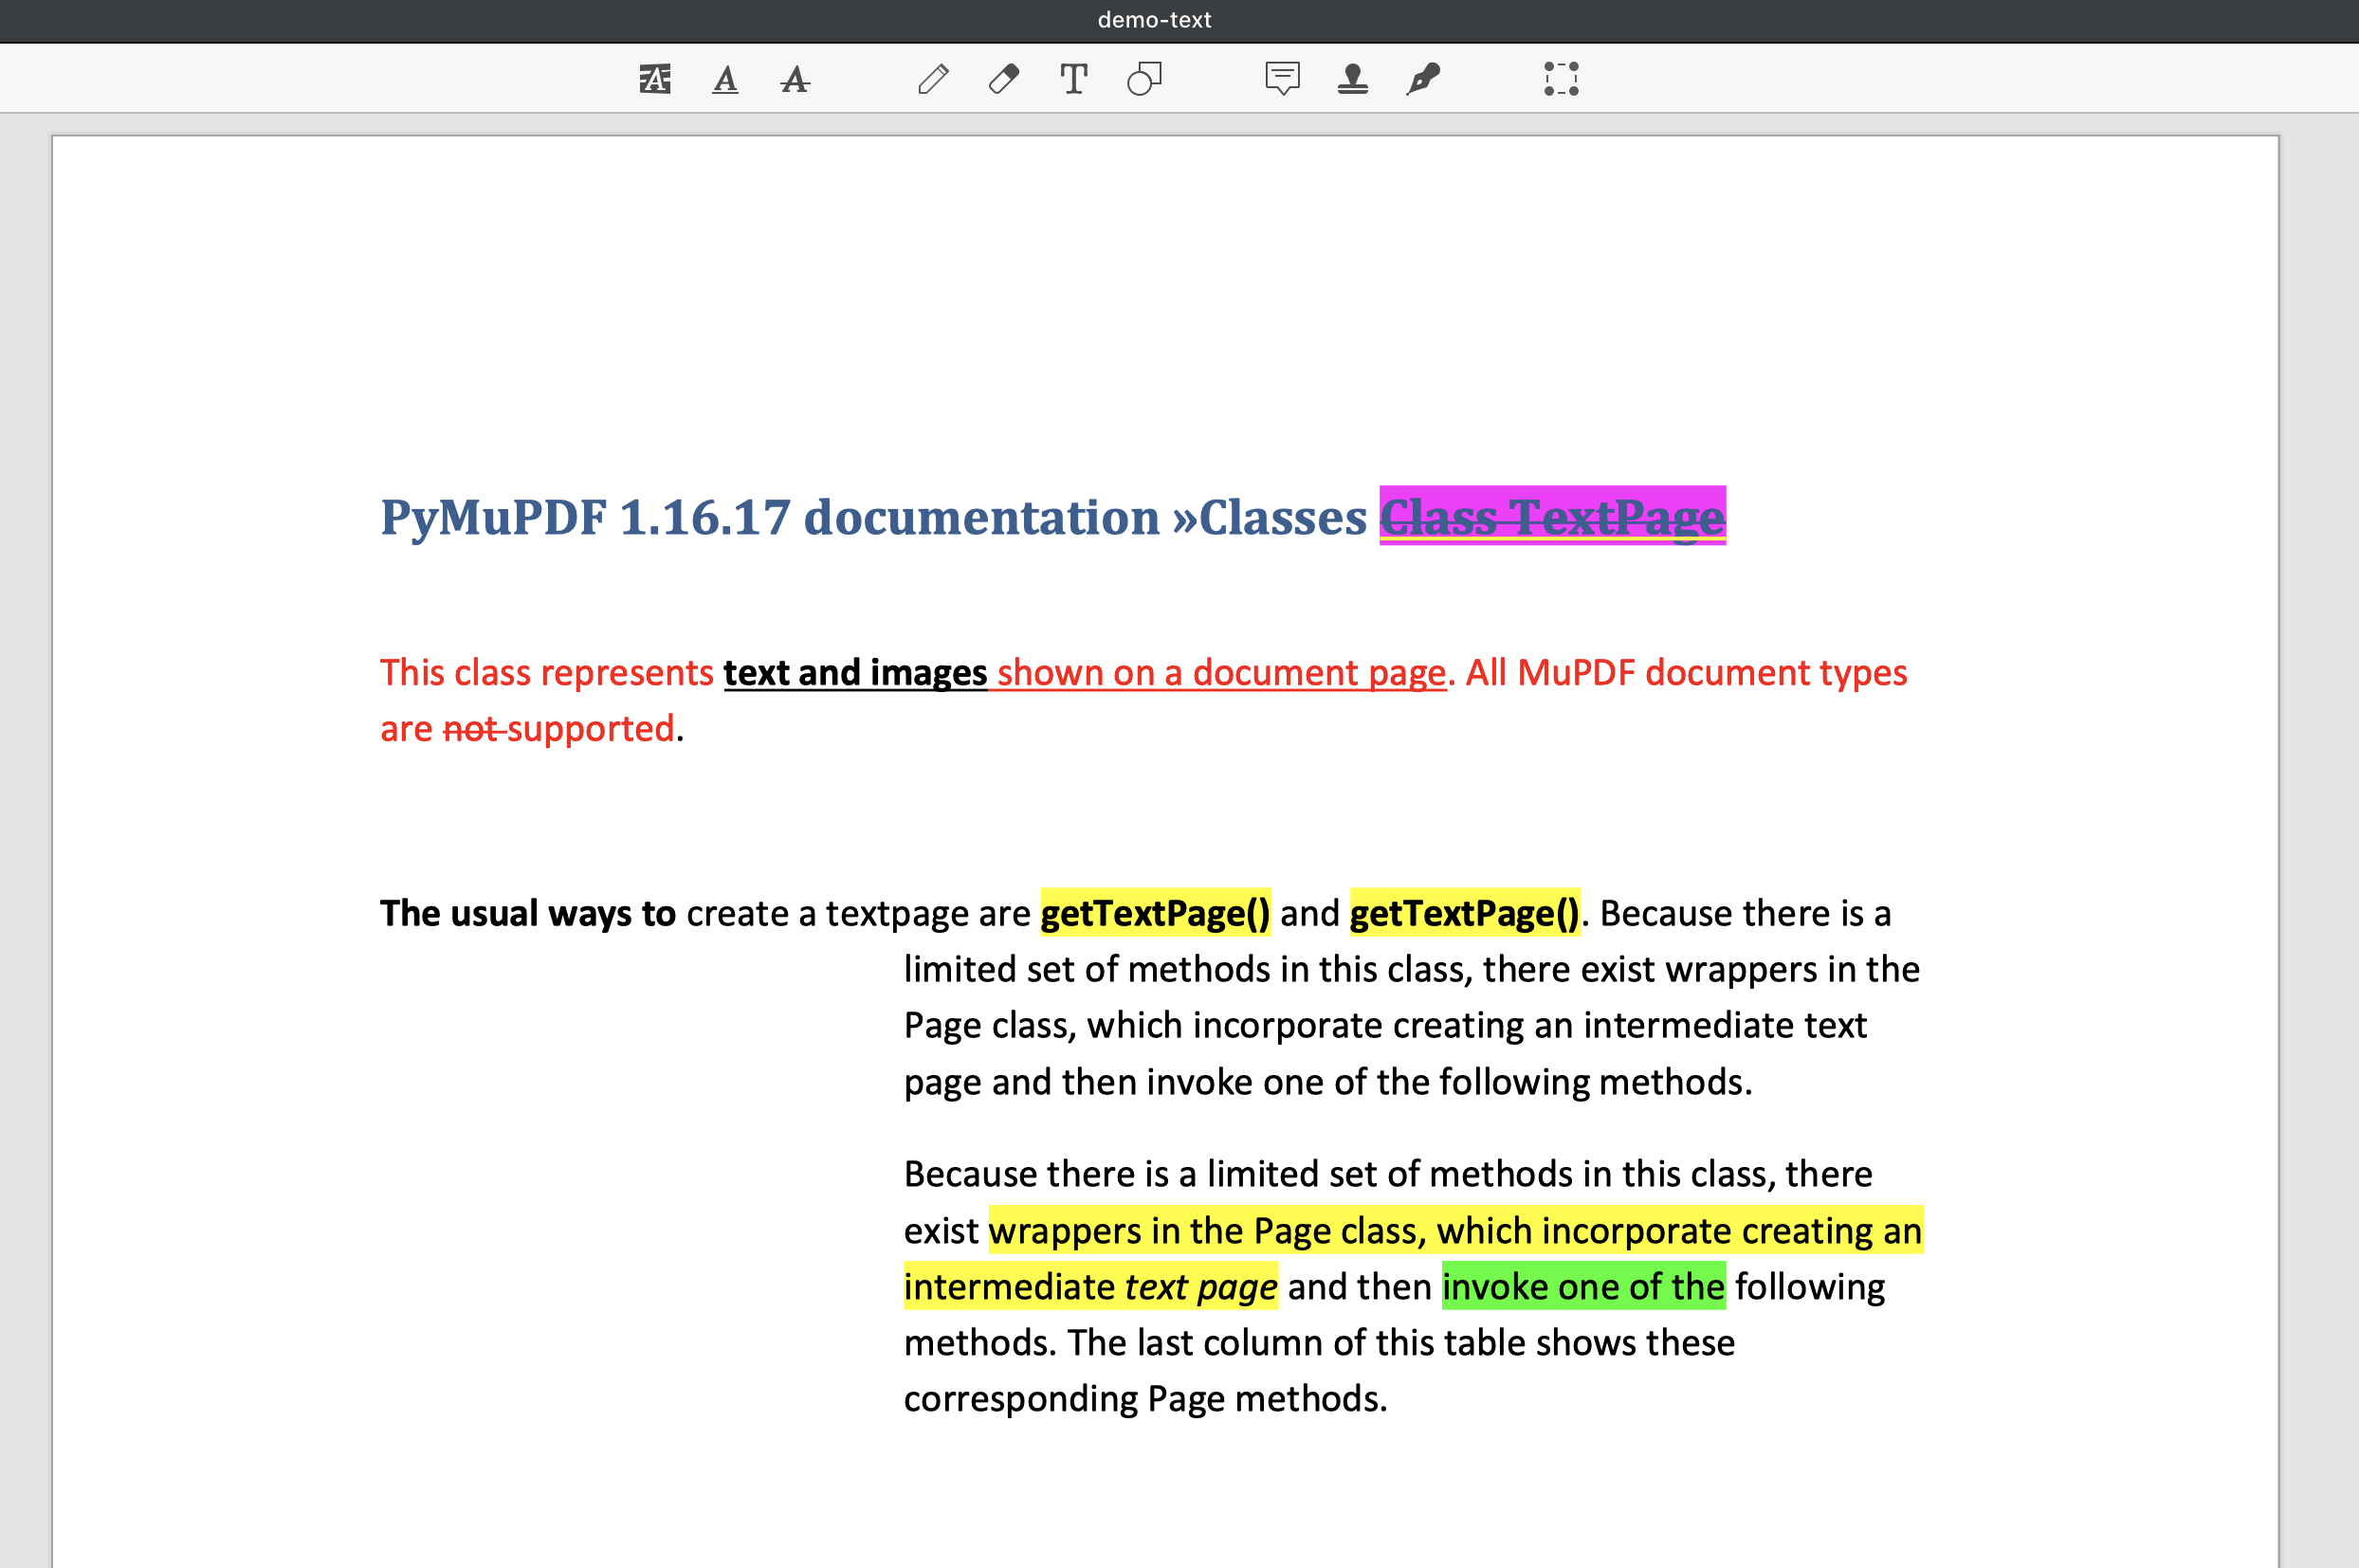 demo-text
PyMuPDF 1.16.17 documentation »Classes Class TextPage
This class represents text and images shown on a document page. All MuPDF document types
are not supported.
The usual ways to create a textpage are getTextPage() and getTextPage(). Because there is a
limited set of methods in this class, there exist wrappers in the
Page class, which incorporate creating an intermediate text
page and then invoke one of the following methods.
Because there is a limited set of methods in this class, there
exist wrappers in the Page class, which incorporate creating an
intermediate text page and then invoke one of the following
methods. The last column of this table shows these
corresponding Page methods.